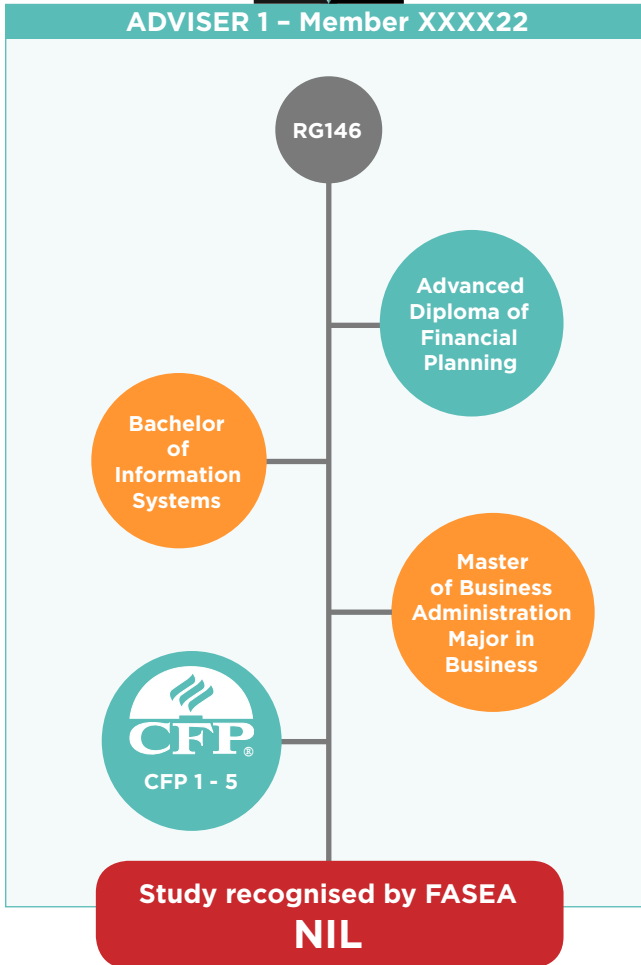 ADVISER 1 – Member XXXX22
RG146
Advanced
Diploma of
Financial
Planning
Bachelor
of
Information
Systems
Master
of Business
Administration
Major in
Business
CFP®
CFP 1 - 5
Study recognised by FASEA
NIL